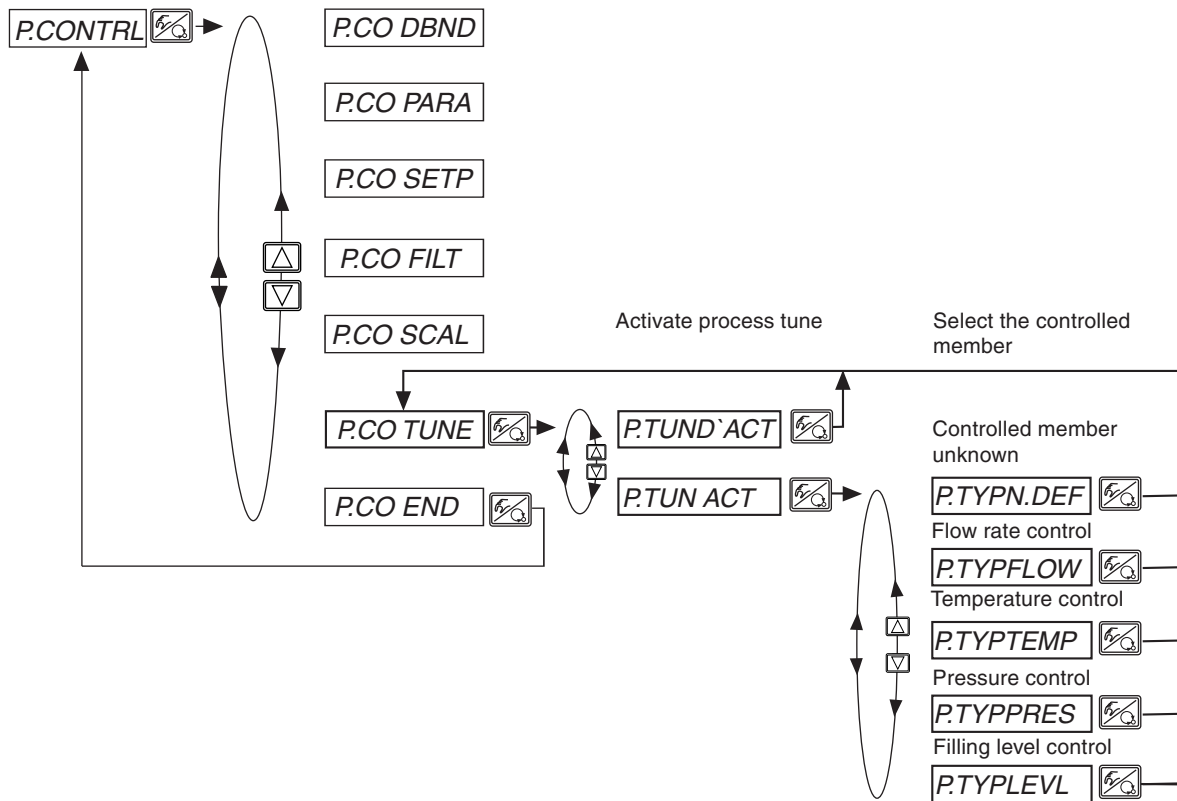 P.CONTRL
P.CO DBND
P.CO PARA
P.CO SETP
P.CO FILT
P.CO SCAL
Activate process tune
Select the controlled
member
P.CO TUNE
P.TUND`ACT
P.CO END
P.TUN ACT
Controlled member
unknown
P.TYPN.DEF
Flow rate control
P.TYPFLOW
Temperature control
P.TYPTEMP
Pressure control
P.TYPPRES
Filling level control
P.TYPLEVL